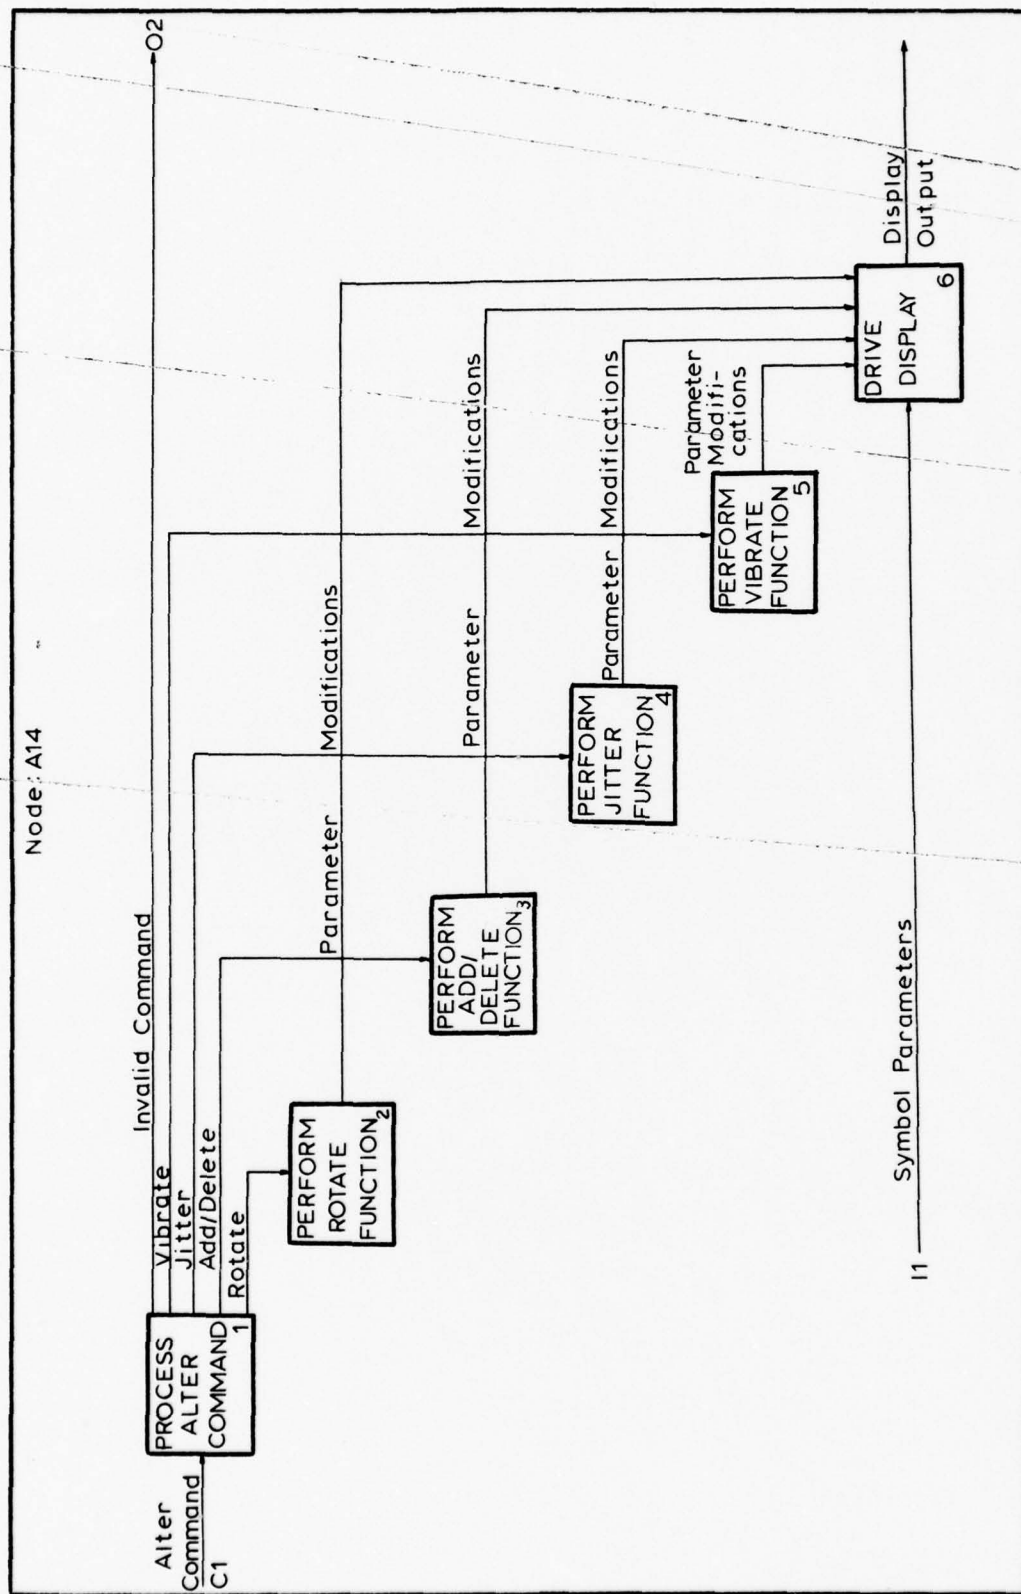 Node: A14
Alter
Command
C1
PROCESS
ALTER
COMMAND
1
Invalid Command
O2
Vibrate
Jitter
Add/Delete
Rotate
PERFORM
ROTATE
FUNCTION
2
Parameter Modifications
PERFORM
ADD/
DELETE
FUNCTION
3
Parameter Modifications
PERFORM
JITTER
FUNCTION
4
Parameter Modifications
PERFORM
VIBRATE
FUNCTION
5
Parameter
Modifi-
cations
DRIVE
DISPLAY
6
Display
Output
I1
Symbol Parameters